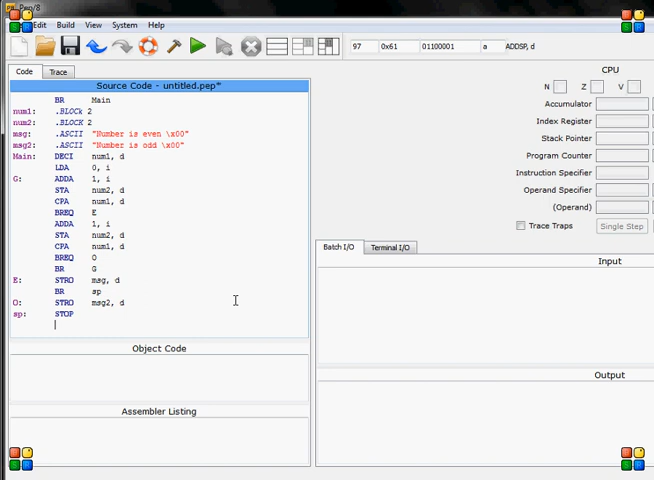 Pep/8
Edit Build View System Help
97 0x61 01100001 a ADDSP, d
Code Trace
Source Code - untitled.pep*
BR Main
num1: .BLOCk 2
num2: .BLOCK 2
msg: .ASCII "Number is even \x00"
msg2: .ASCII "Number is odd \x00"
Main: DECI num1, d
LDA 0, i
G: ADDA 1, i
STA num2, d
CPA num1, d
BREQ E
ADDA 1, i
STA num2, d
CPA num1, d
BREQ O
BR G
E: STRO msg, d
BR sp
O: STRO msg2, d
sp: STOP
Object Code
Assembler Listing
CPU
N Z V
Accumulator
Index Register
Stack Pointer
Program Counter
Instruction Specifier
Operand Specifier
(Operand)
Trace Traps Single Step
Batch I/O Terminal I/O
Input
Output